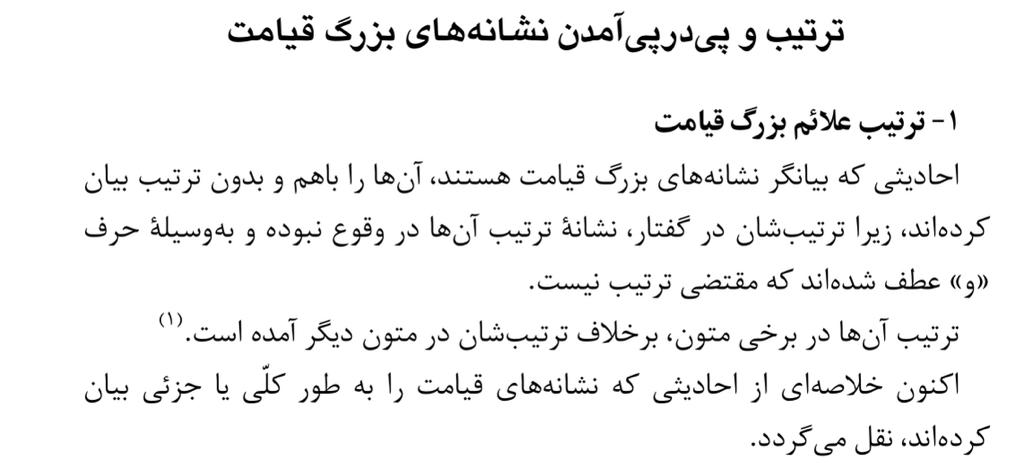 ترتیب و پی‌درپی‌آمدن نشانه‌های بزرگ قیامت
۱- ترتیب علائم بزرگ قیامت
احادیثی که بیانگر نشانه‌های بزرگ قیامت هستند، آن‌ها را باهم و بدون ترتیب بیان
کرده‌اند، زیرا ترتیب‌شان در گفتار، نشانهٔ ترتیب آن‌ها در وقوع نبوده و به‌وسیلهٔ حرف
«و» عطف شده‌اند که مقتضی ترتیب نیست.
ترتیب آن‌ها در برخی متون، برخلاف ترتیب‌شان در متون دیگر آمده است.(۱)
اکنون خلاصه‌ای از احادیثی که نشانه‌های قیامت را به طور کلّی یا جزئی بیان
کرده‌اند، نقل می‌گردد.